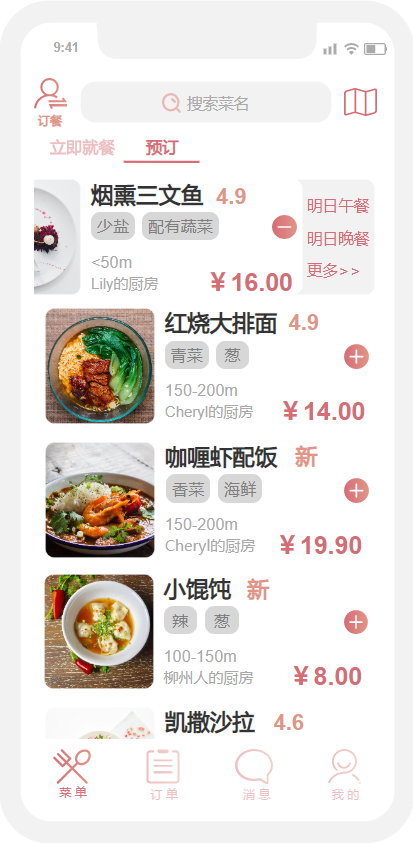 9:41
订餐
搜索菜名
立即就餐 预订
烟熏三文鱼 4.9
少盐 配有蔬菜
<50m
Lily的厨房
¥16.00
明日午餐
明日晚餐
更多>>
红烧大排面 4.9
青菜 葱
150-200m
Cheryl的厨房
¥14.00
咖喱虾配饭 新
香菜 海鲜
150-200m
Cheryl的厨房
¥19.90
小馄饨 新
辣 葱
100-150m
柳州人的厨房
¥8.00
凯撒沙拉 4.6
菜单 订单 消息 我的